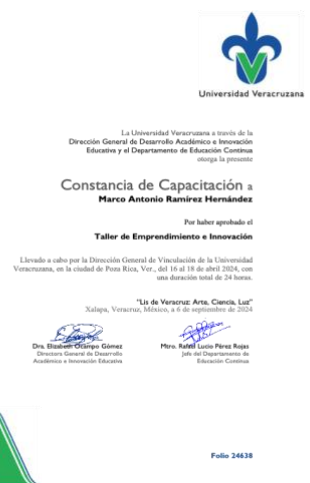 Universidad Veracruzana
La Universidad Veracruzana a través de la
Dirección General de Desarrollo Académico e Innovación
Educativa y el Departamento de Educación Continua
otorga la presente
Constancia de Capacitación a
Marco Antonio Ramírez Hernández
Por haber aprobado el
Taller de Emprendimiento e Innovación
Llevado a cabo por la Dirección General de Vinculación de la Universidad
Veracruzana, en la ciudad de Poza Rica, Ver., del 16 al 18 de abril 2024, con
una duración total de 24 horas.
"Lis de Veracruz: Arte, Ciencia, Luz"
Xalapa, Veracruz, México, a 6 de septiembre de 2024
Dra. Elizabeth Ocampo Gómez
Directora General de Desarrollo
Académico e Innovación Educativa
Mtro. Rafael Lucio Pérez Rojas
Jefe del Departamento de
Educación Continua
Folio 24638